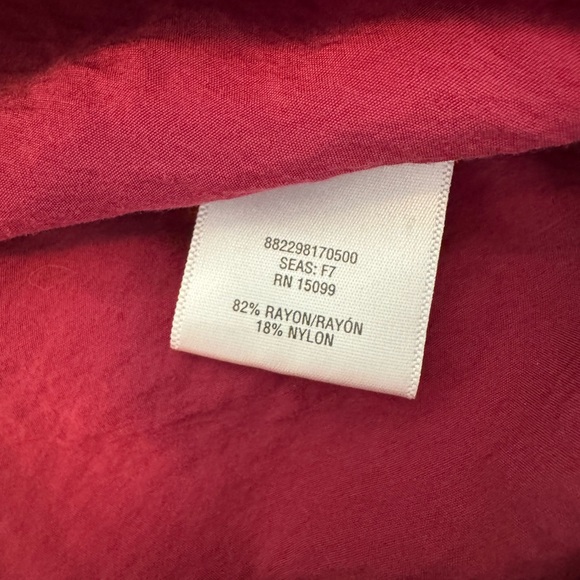 882298170500
SEAS: F7
RN 15099
82% RAYON/RAYÓN
18% NYLON